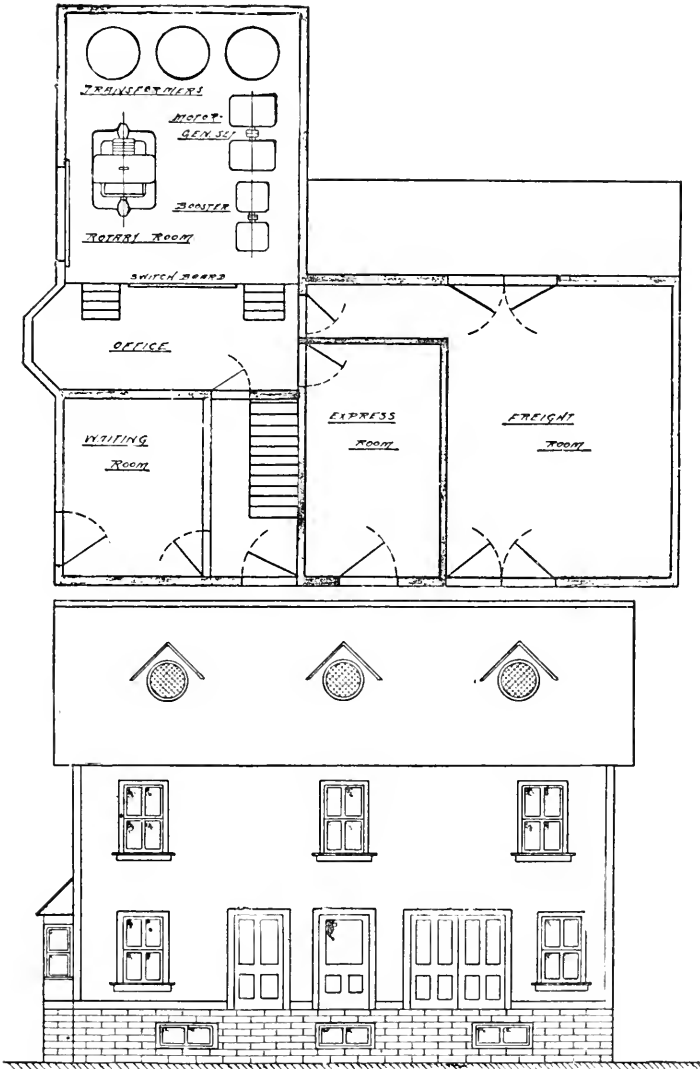 TRANSFORMERS
MOTOR-
GEN. SET
BOOSTER
ROTARY ROOM
SWITCH BOARD
OFFICE
WAITING
ROOM
EXPRESS
ROOM
FREIGHT
ROOM